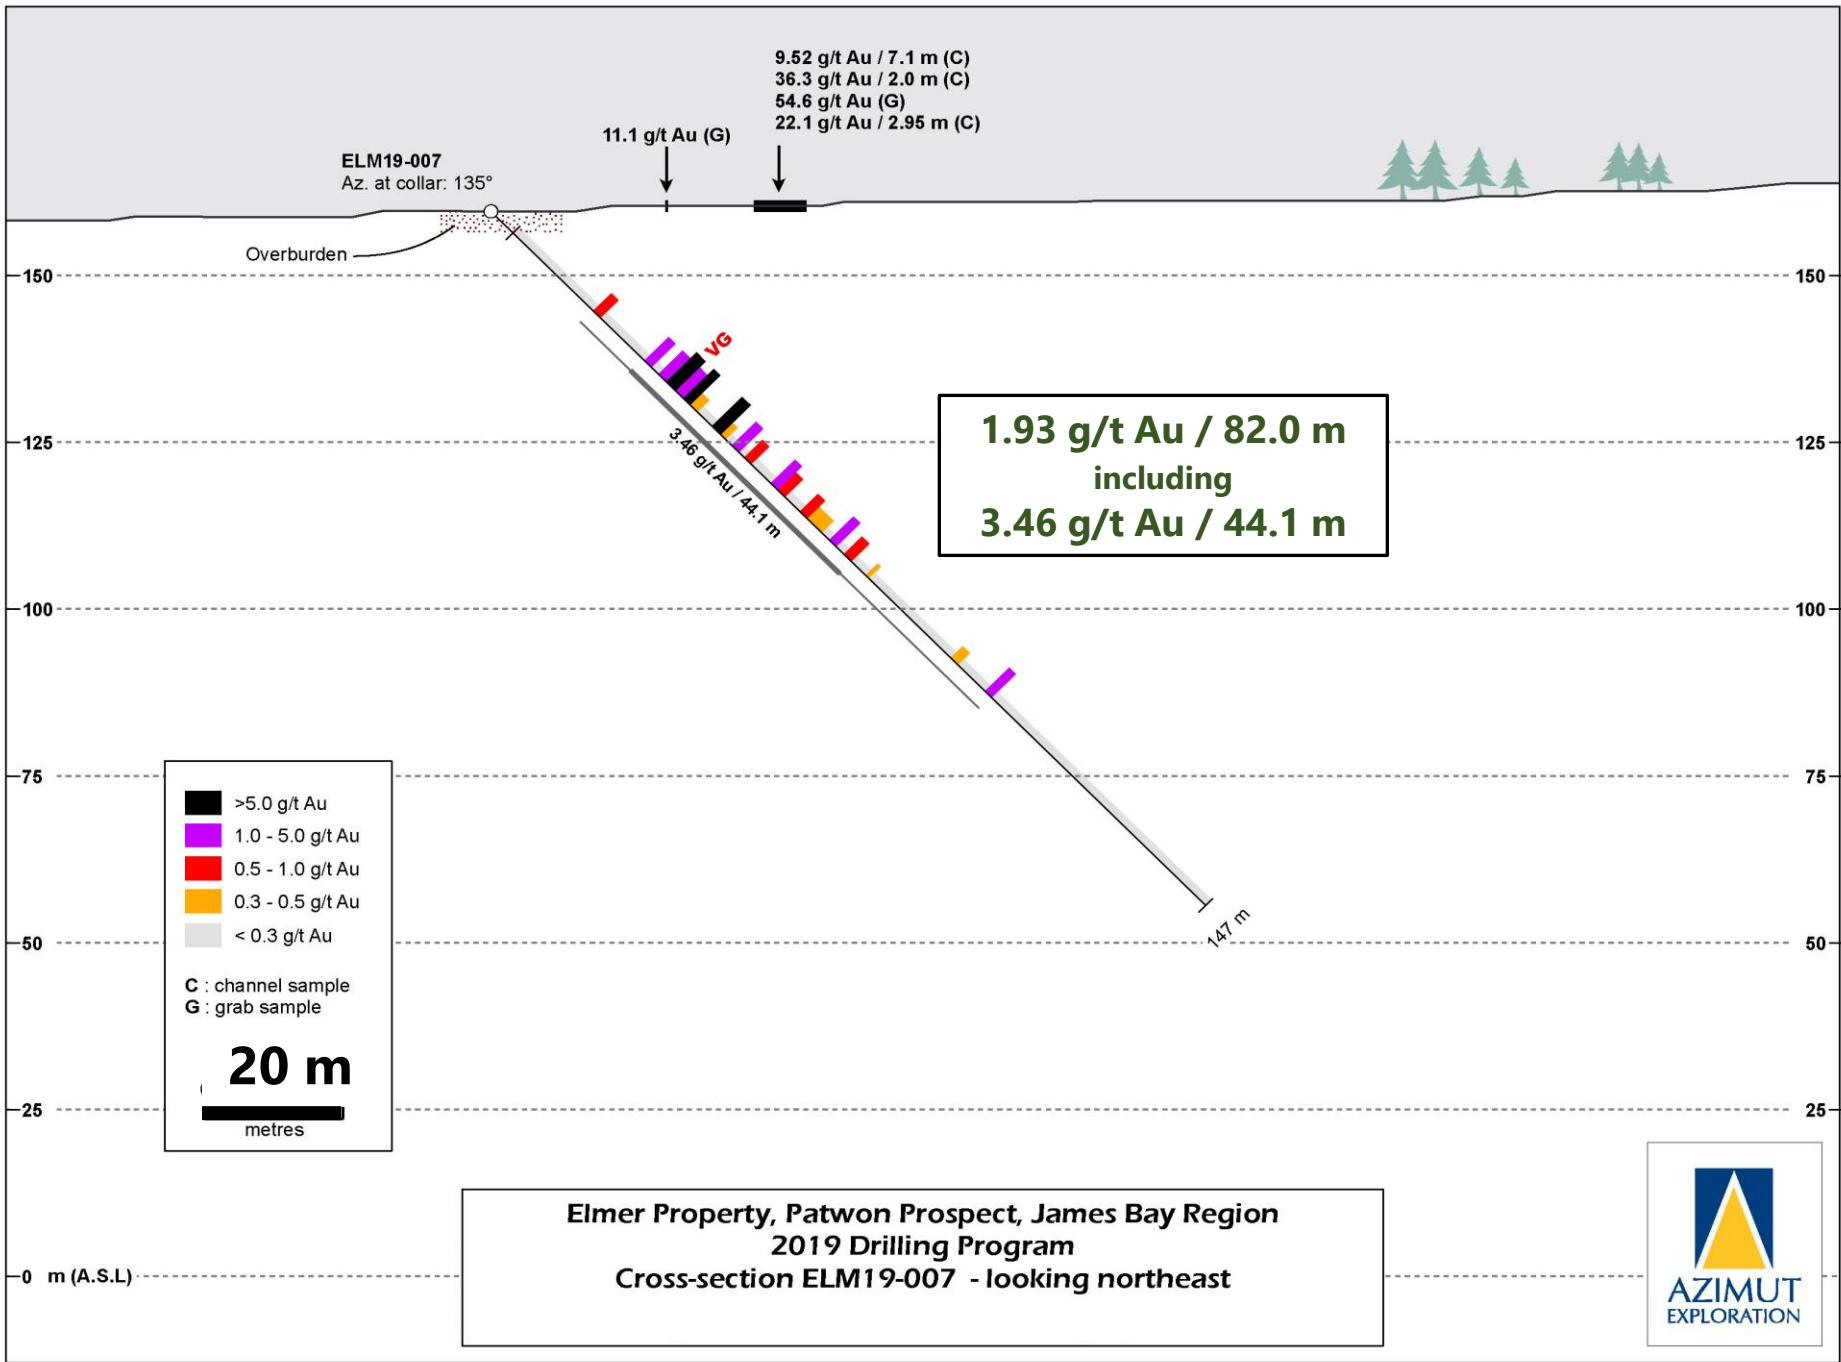 9.52 g/t Au / 7.1 m (C)
36.3 g/t Au / 2.0 m (C)
54.6 g/t Au (G)
22.1 g/t Au / 2.95 m (C)
11.1 g/t Au (G)
ELM19-007
Az. at collar: 135°
Overburden
150
150
VG
1.93 g/t Au / 82.0 m
including
3.46 g/t Au / 44.1 m
125
125
3.46 g/t Au / 44.1 m
100
100
75
75
>5.0 g/t Au
1.0 - 5.0 g/t Au
0.5 - 1.0 g/t Au
0.3 - 0.5 g/t Au
< 0.3 g/t Au
147 m
50
50
C : channel sample
G : grab sample
20 m
metres
25
25
Elmer Property, Patwon Prospect, James Bay Region
2019 Drilling Program
Cross-section ELM19-007 - looking northeast
0 m (A.S.L)
AZIMUT
EXPLORATION